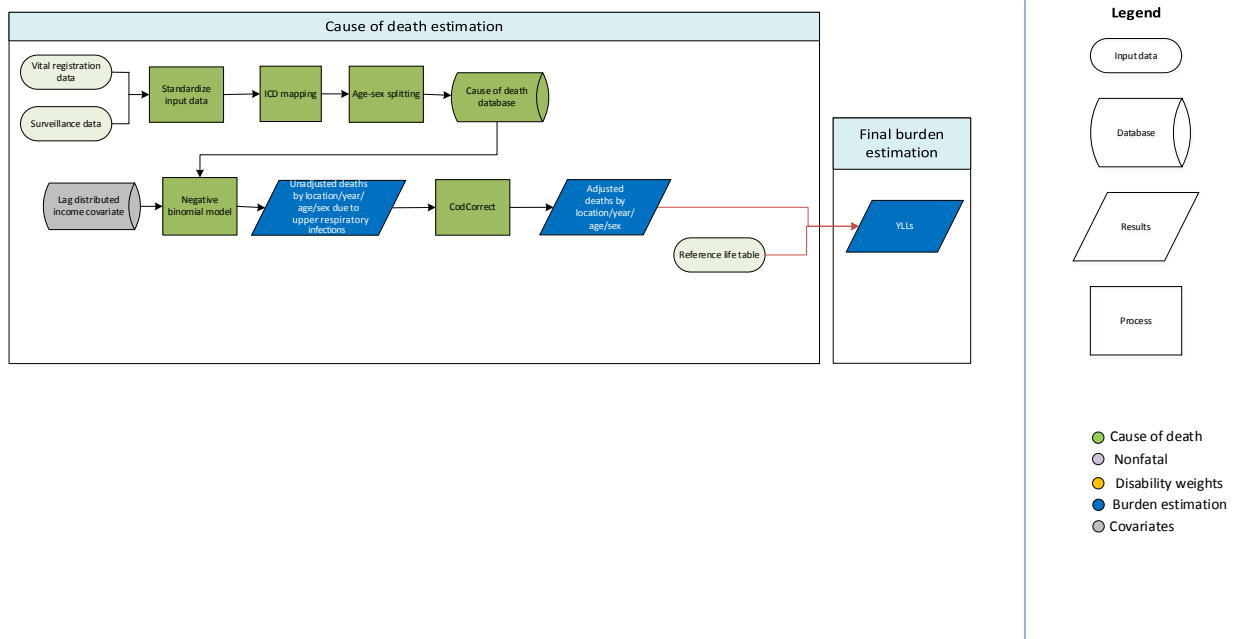 Cause of death estimation
Vital registration
data
Surveillance data
Standardize
input data
ICD mapping
Age-sex splitting
Cause of death
database
Lag distributed
income covariate
Negative
binomial model
Unadjusted deaths
by location/year/
age/sex due to
upper respiratory
infections
CodCorrect
Adjusted
deaths by
location/year/
age/sex
Reference life table
Final burden
estimation
YLLs
Legend
Input data
Database
Results
Process
Cause of death
Nonfatal
Disability weights
Burden estimation
Covariates